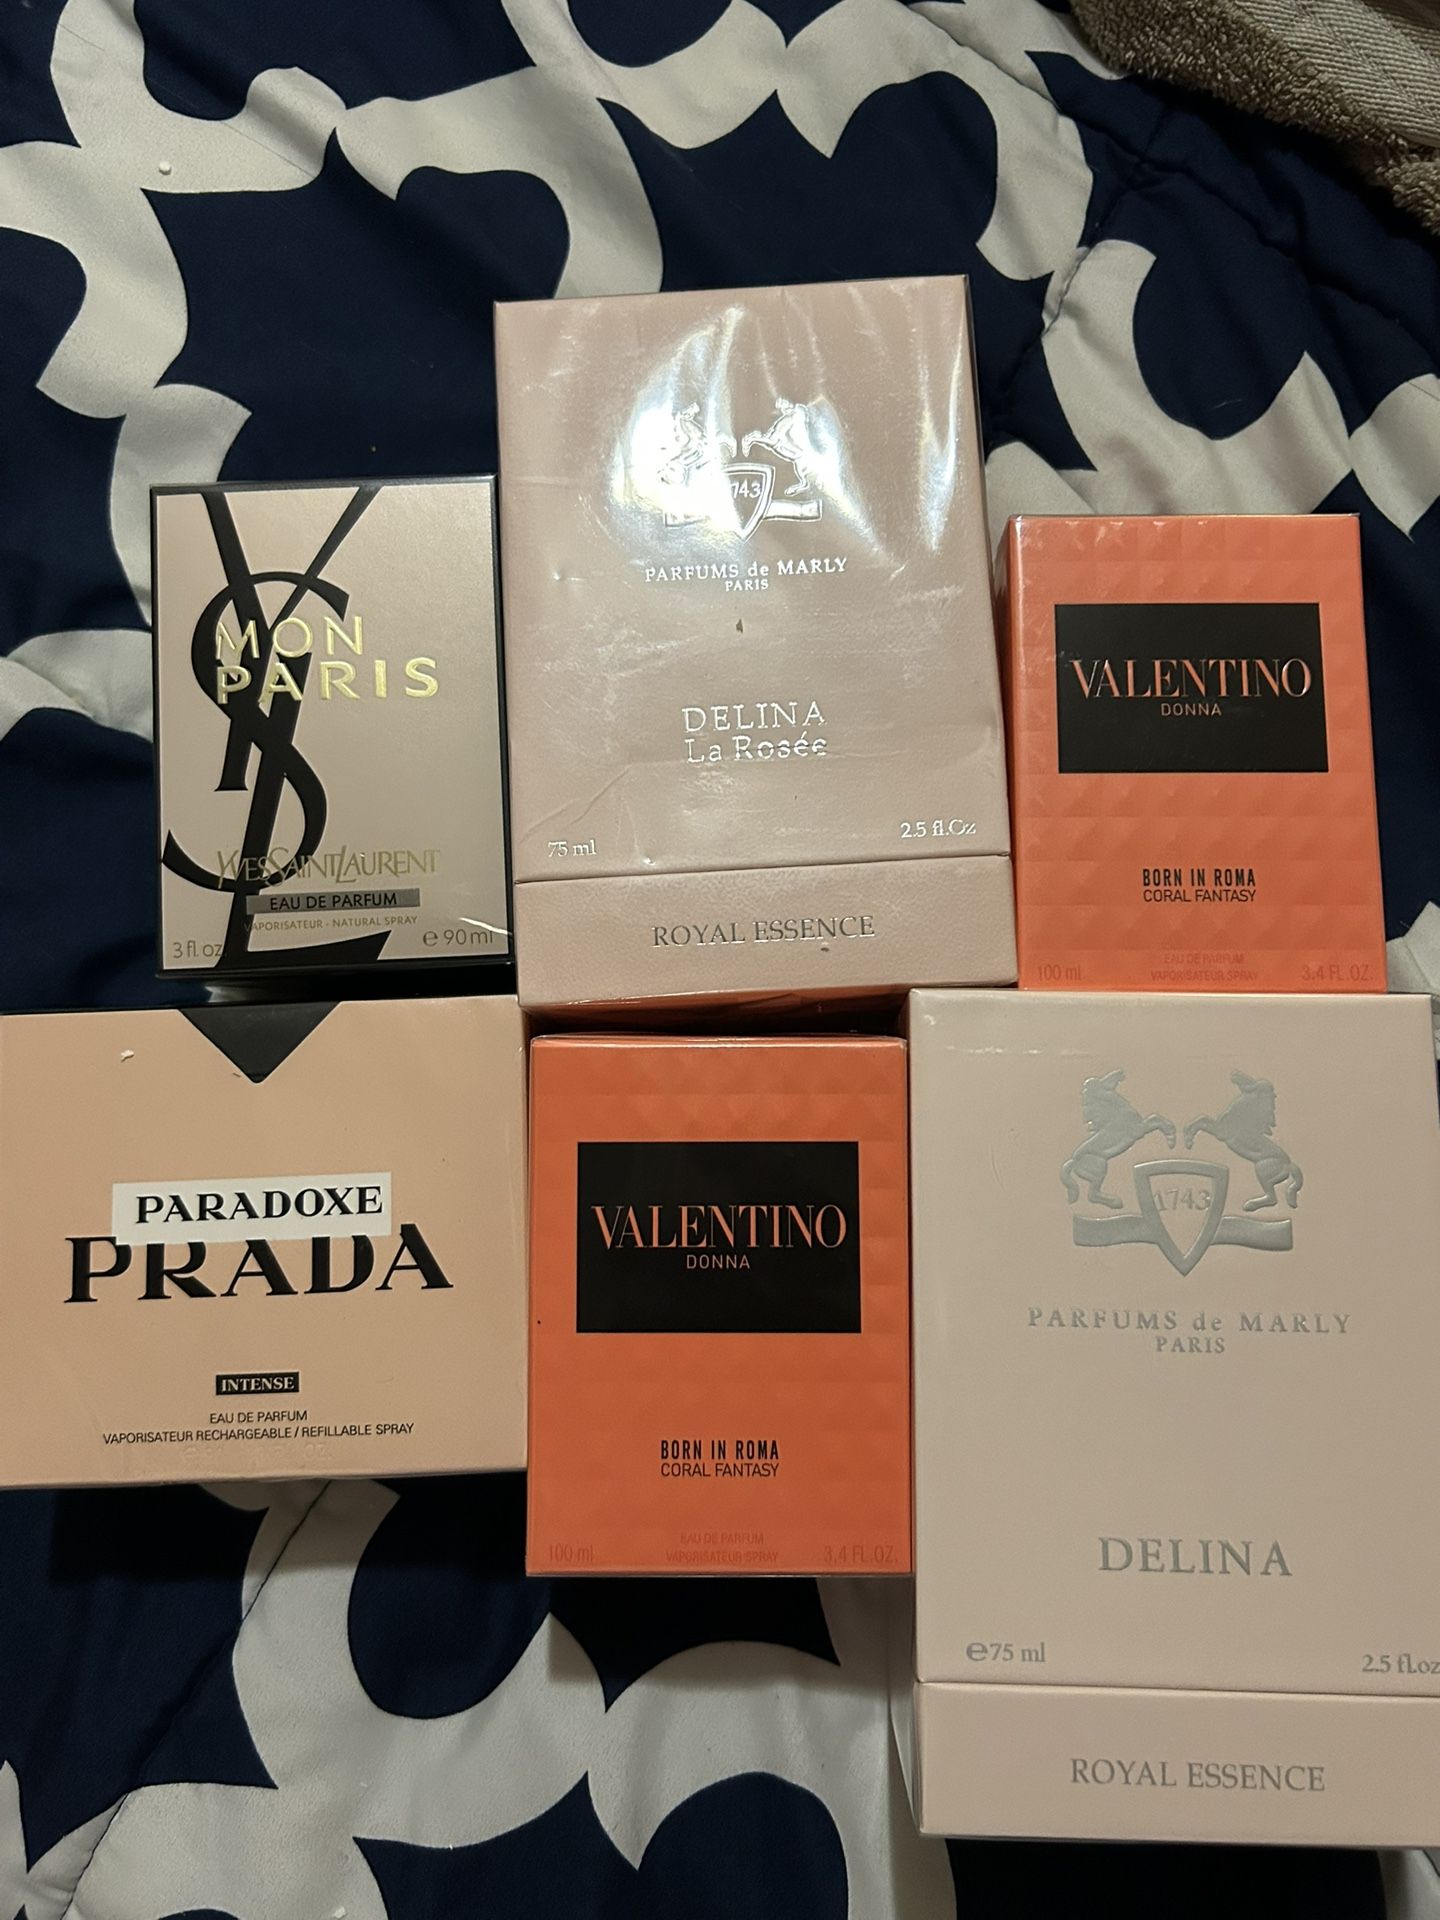 MON
PARIS
YSL
YVESSAINTLAURENT
EAU DE PARFUM
VAPORISATEUR - NATURAL SPRAY
3 fl oz
e 90 ml
1743
PARFUMS de MARLY
PARIS
DELINA
La Rosée
75 ml
2.5 fl.Oz
ROYAL ESSENCE
VALENTINO
DONNA
BORN IN ROMA
CORAL FANTASY
EAU DE PARFUM
100 ml
VAPORISATEUR SPRAY
3.4 FL.OZ.
PARADOXE
PRADA
INTENSE
EAU DE PARFUM
VAPORISATEUR RECHARGEABLE / REFILLABLE SPRAY
VALENTINO
DONNA
BORN IN ROMA
CORAL FANTASY
EAU DE PARFUM
100 ml
VAPORISATEUR SPRAY
3,4 FL.OZ.
1743
PARFUMS de MARLY
PARIS
DELINA
e75 ml
2.5 fl.oz
ROYAL ESSENCE